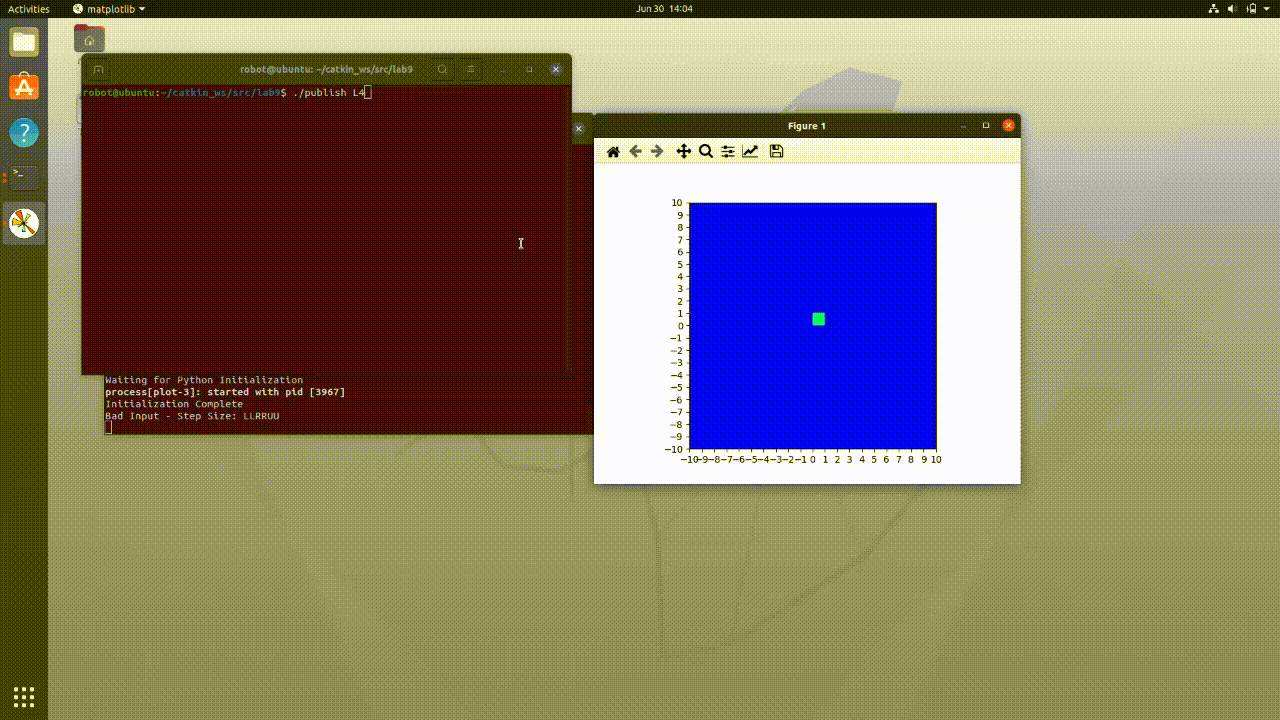 Activities
matplotlib
Jun 30 14:04
robot@ubuntu: ~/catkin_ws/src/lab9
robot@ubuntu:~/catkin_ws/src/lab9$ ./publish L4
Waiting for Python Initialization
process[plot-3]: started with pid [3967]
Initialization Complete
Bad Input - Step Size: LLRRUU
Figure 1
10
9
8
7
6
5
4
3
2
1
0
−1
−2
−3
−4
−5
−6
−7
−8
−9
−10
−10−9−8−7−6−5−4−3−2−1 0 1 2 3 4 5 6 7 8 9 10